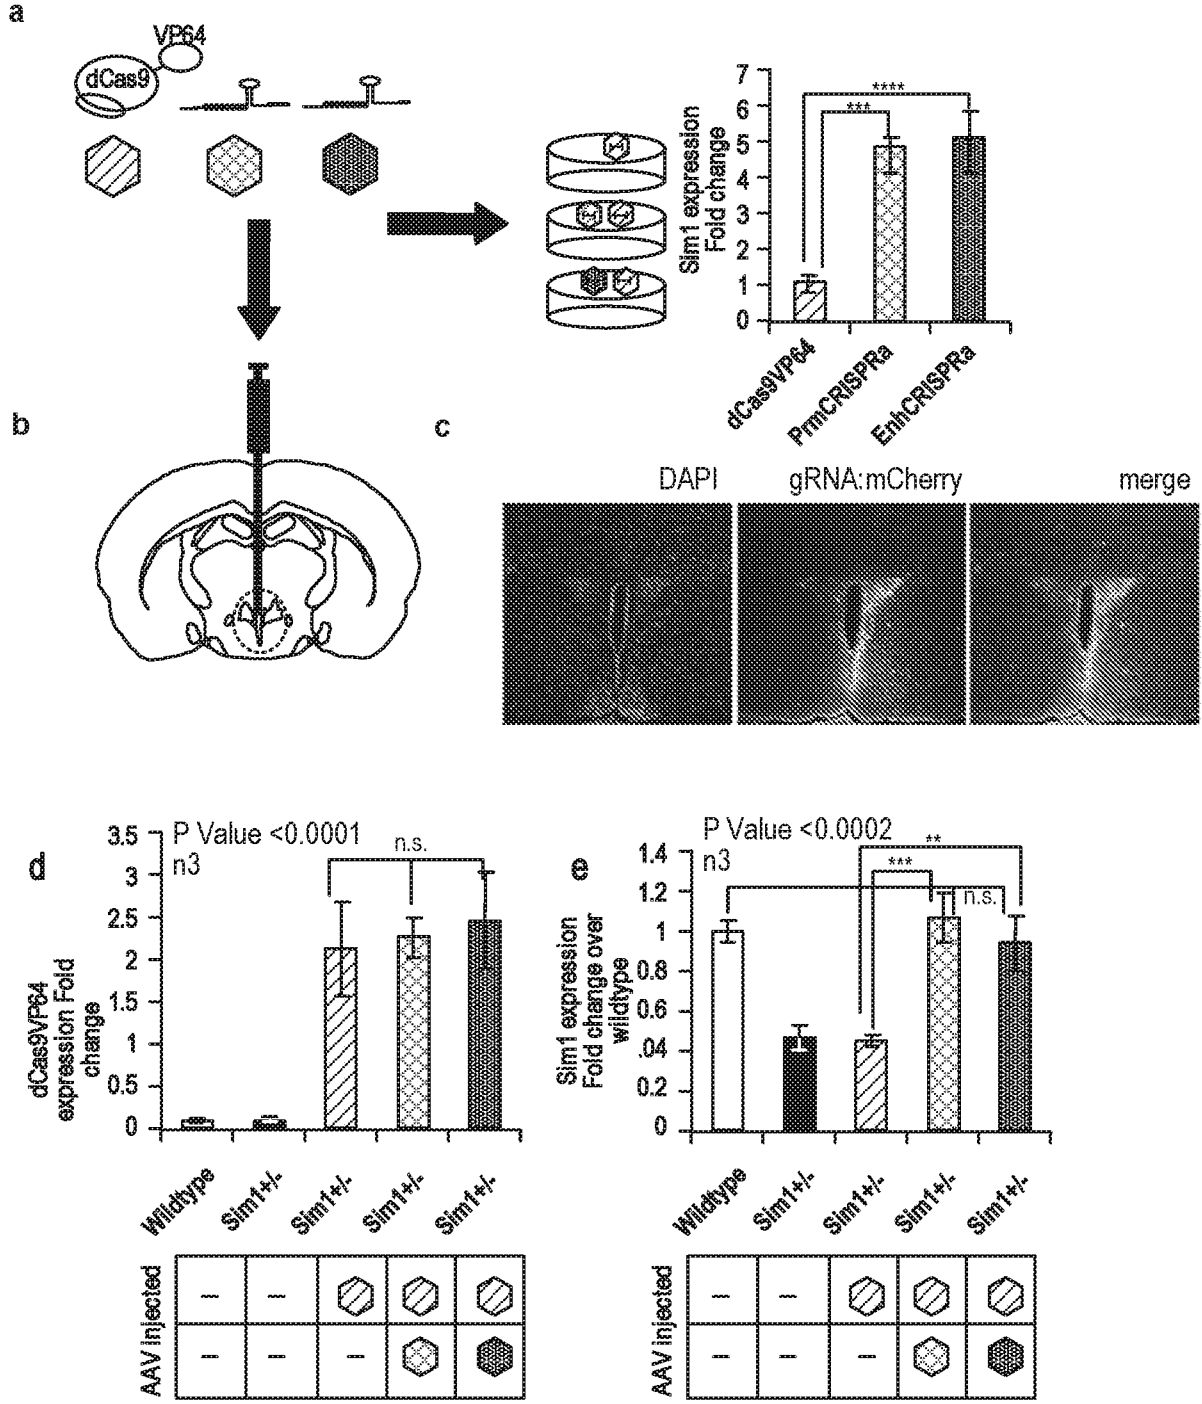 a
VP64
dCas9
Sim1 expression
Fold change
7
6
5
4
3
2
1
0
****
***
dCas9VP64
PrmCRISPRa
EnhCRISPRa
b
c
DAPI
gRNA:mCherry
merge
d
P Value <0.0001
n3
n.s.
dCas9VP64
expression Fold
change
3.5
3
2.5
2
1.5
1
0.5
0
Wildtype
Sim1+/-
Sim1+/-
Sim1+/-
Sim1+/-
AAV injected
– –
– – –
e
P Value <0.0002
n3
**
***
n.s.
Sim1 expression
Fold change over
wildtype
1.4
1.2
1
0.8
0.6
.04
0.2
0
Wildtype
Sim1+/-
Sim1+/-
Sim1+/-
Sim1+/-
AAV injected
– –
– – –